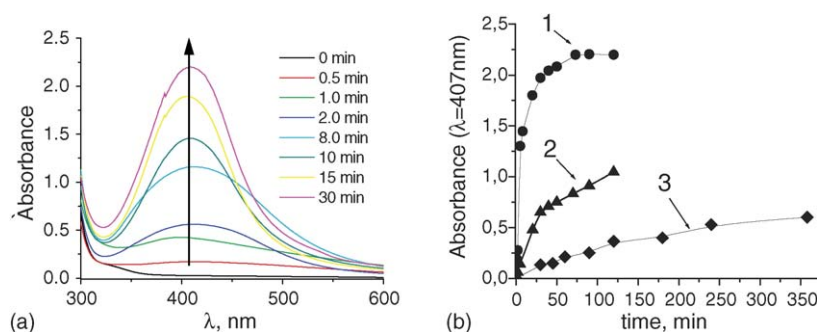 2.5
2.0
1.5
1.0
0.5
0.0
`Absorbance
300
400
500
600
λ, nm
(a)
0 min
0.5 min
1.0 min
2.0 min
8.0 min
10 min
15 min
30 min
2.5
2.0
1.5
1.0
0.5
0,0
Absorbance (λ=407nm)
0
50
100
150
200
250
300
350
time, min
(b)
1
2
3